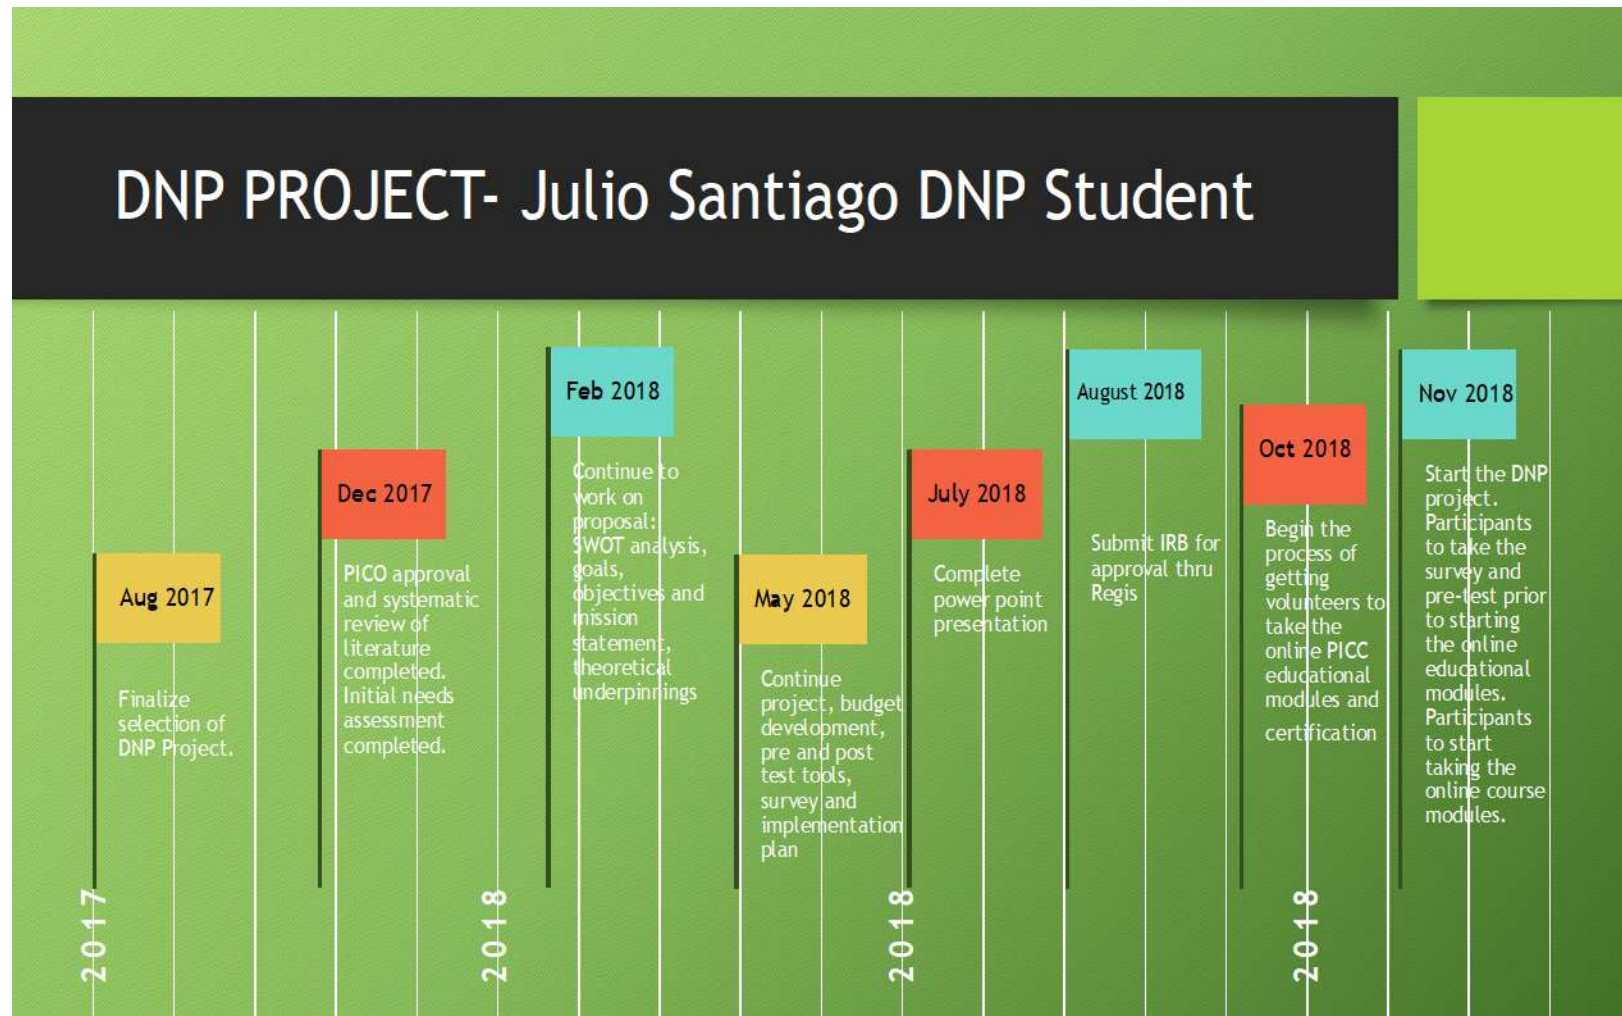 DNP PROJECT- Julio Santiago DNP Student
Aug 2017
Finalize
selection of
DNP Project.
Dec 2017
PICO approval
and systematic
review of
literature
completed.
Initial needs
assessment
completed.
Feb 2018
Continue to
work on
proposal:
SWOT analysis,
goals,
objectives and
mission
statement,
theoretical
underpinnings
May 2018
Continue
project, budget
development,
pre and post
test tools,
survey and
implementation
plan
July 2018
Complete
power point
presentation
August 2018
Submit IRB for
approval thru
Regis
Oct 2018
Begin the
process of
getting
volunteers to
take the
online PICC
educational
modules and
certification
Nov 2018
Start the DNP
project.
Participants
to take the
survey and
pre-test prior
to starting
the online
educational
modules.
Participants
to start
taking the
online course
modules.
2017
2018
2018
2018